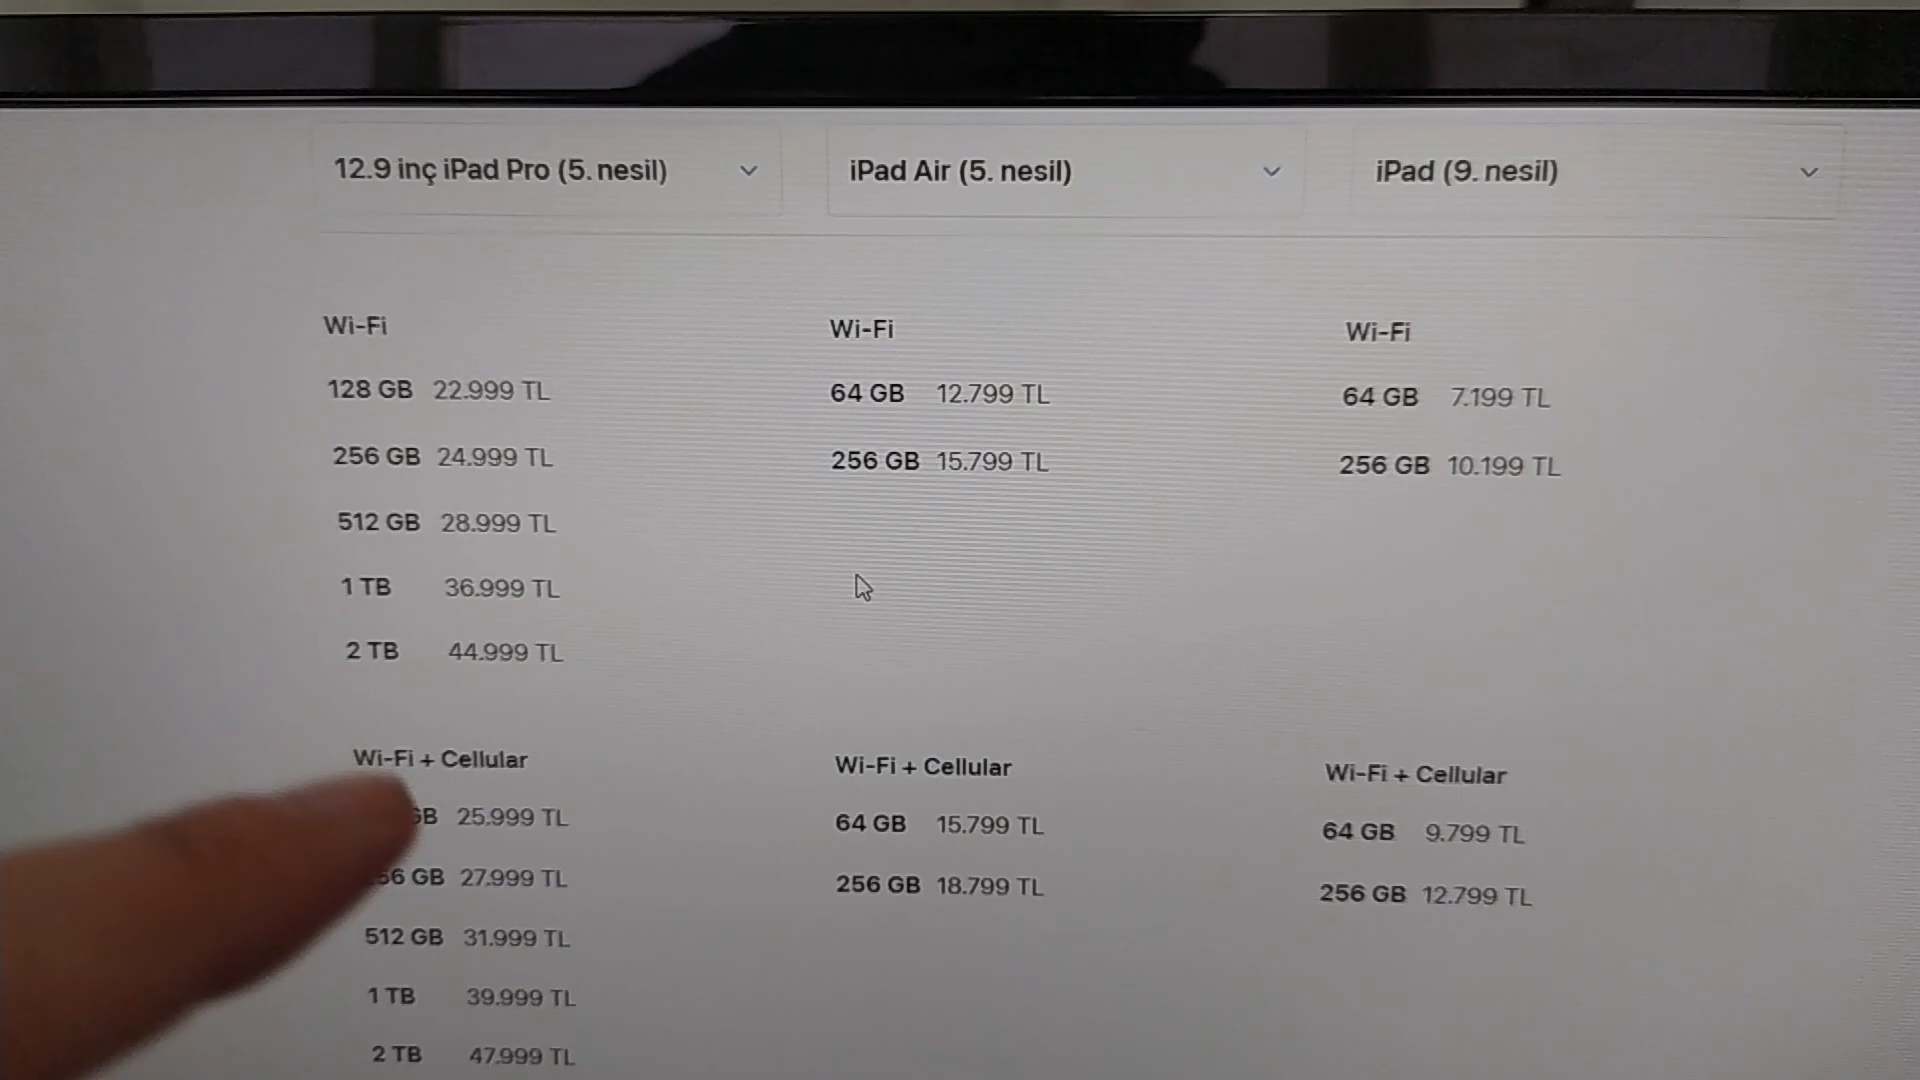 12.9 inç iPad Pro (5. nesil)
iPad Air (5. nesil)
iPad (9. nesil)
Wi-Fi
128 GB 22.999 TL
256 GB 24.999 TL
512 GB 28.999 TL
1 TB 36.999 TL
2 TB 44.999 TL
Wi-Fi
64 GB 12.799 TL
256 GB 15.799 TL
Wi-Fi
64 GB 7.199 TL
256 GB 10.199 TL
Wi-Fi + Cellular
GB 25.999 TL
56 GB 27.999 TL
512 GB 31.999 TL
1 TB 39.999 TL
2 TB 47.999 TL
Wi-Fi + Cellular
64 GB 15.799 TL
256 GB 18.799 TL
Wi-Fi + Cellular
64 GB 9.799 TL
256 GB 12.799 TL